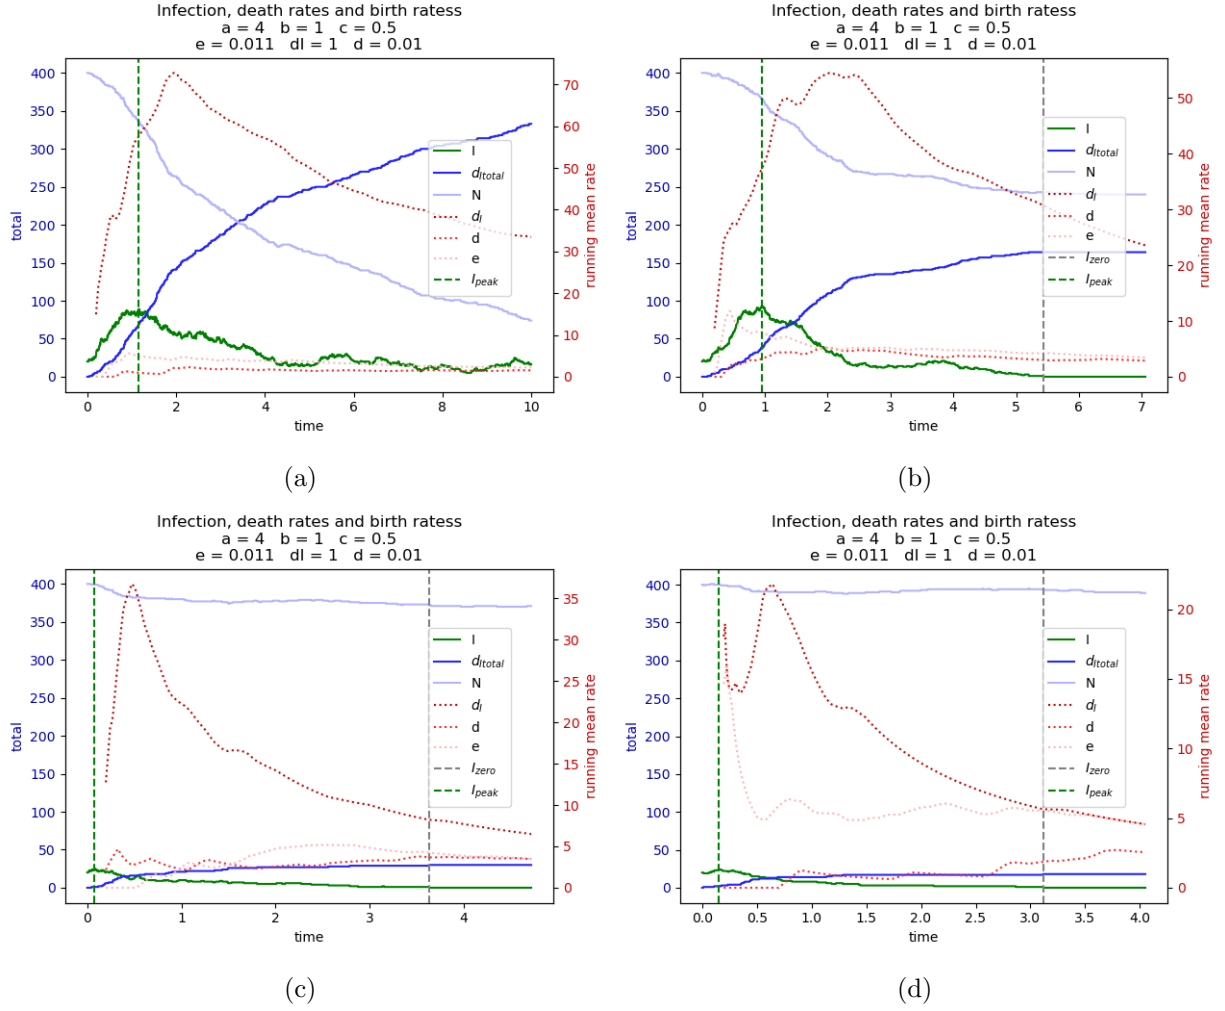 Infection, death rates and birth ratess
a = 4 b = 1 c = 0.5
e = 0.011 dl = 1 d = 0.01
400
350
300
250
200
150
100
50
0
total
70
60
50
40
30
20
10
0
running mean rate
I
d_Itotal
N
d_I
d
e
I_zero
I_peak
0 2 4 6 8 10
time
(a)
Infection, death rates and birth ratess
a = 4 b = 1 c = 0.5
e = 0.011 dl = 1 d = 0.01
400
350
300
250
200
150
100
50
0
total
50
40
30
20
10
0
running mean rate
I
d_Itotal
N
d_I
d
e
I_zero
I_peak
0 1 2 3 4 5 6 7
time
(b)
Infection, death rates and birth ratess
a = 4 b = 1 c = 0.5
e = 0.011 dl = 1 d = 0.01
400
350
300
250
200
150
100
50
0
total
35
30
25
20
15
10
5
0
running mean rate
I
d_Itotal
N
d_I
d
e
I_zero
I_peak
0 1 2 3 4
time
(c)
Infection, death rates and birth ratess
a = 4 b = 1 c = 0.5
e = 0.011 dl = 1 d = 0.01
400
350
300
250
200
150
100
50
0
total
20
15
10
5
0
running mean rate
I
d_Itotal
N
d_I
d
e
I_zero
I_peak
0.0 0.5 1.0 1.5 2.0 2.5 3.0 3.5 4.0
time
(d)